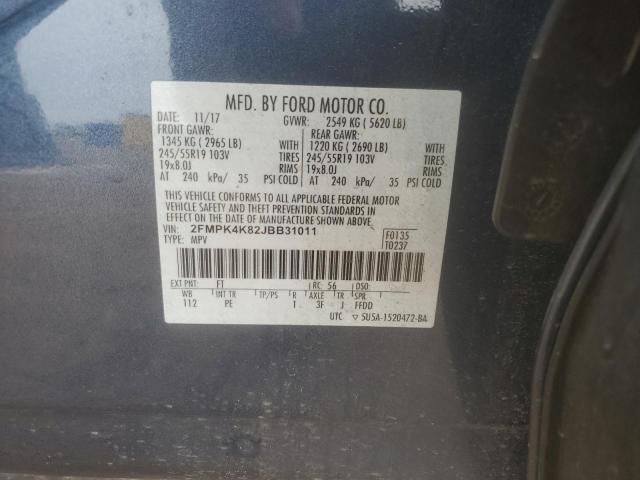 MFD. BY FORD MOTOR CO.
DATE: 11/17 GVWR: 2549 KG ( 5620 LB)
FRONT GAWR: REAR GAWR:
1345 KG ( 2965 LB) WITH 1220 KG ( 2690 LB) WITH
245/55R19 103V TIRES 245/55R19 103V TIRES
19x8.0J RIMS 19x8.0J RIMS
AT 240 kPa/ 35 PSI COLD AT 240 kPa/ 35 PSI COLD
THIS VEHICLE CONFORMS TO ALL APPLICABLE FEDERAL MOTOR
VEHICLE SAFETY AND THEFT PREVENTION STANDARDS IN
EFFECT ON THE DATE OF MANUFACTURE SHOWN ABOVE.
VIN: 2FMPK4K82JBB31011 F0135
TYPE: MPV T0237
EXT PNT: FT RC: 56 DSO:
WB INT TR TP/PS R AXLE TR SPR
112 PE 1 3F J FFDD
UTC ▽ 5U5A-1520472-BA